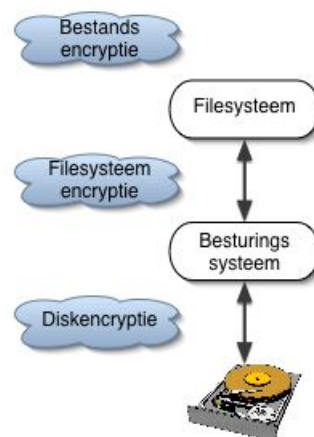 Bestands
encryptie
Filesysteem
Filesysteem
encryptie
Besturings
systeem
Diskencryptie